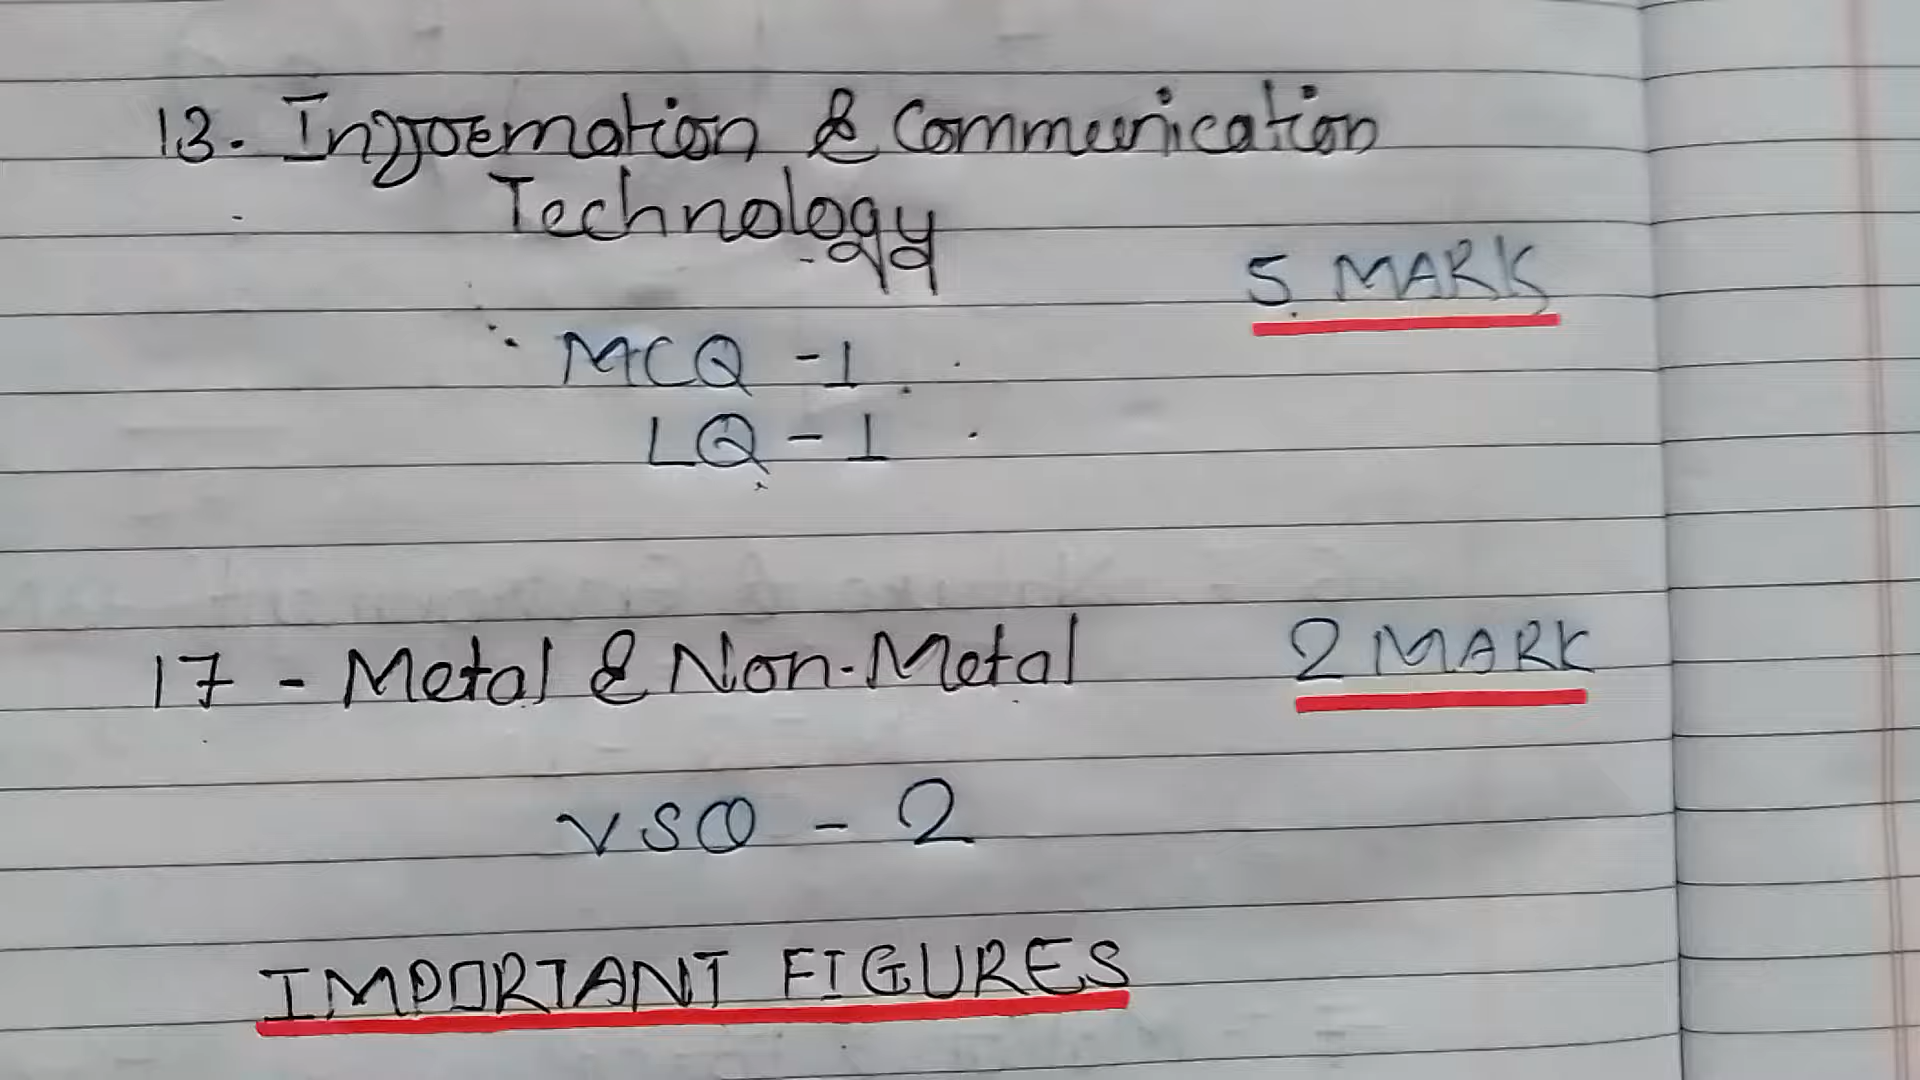 13. Information & Communication
Technology
5 MARK
MCQ - 1
LQ - 1
17 - Metal & Non-Metal 2 MARK
VSQ - 2
IMPORTANT FIGURES